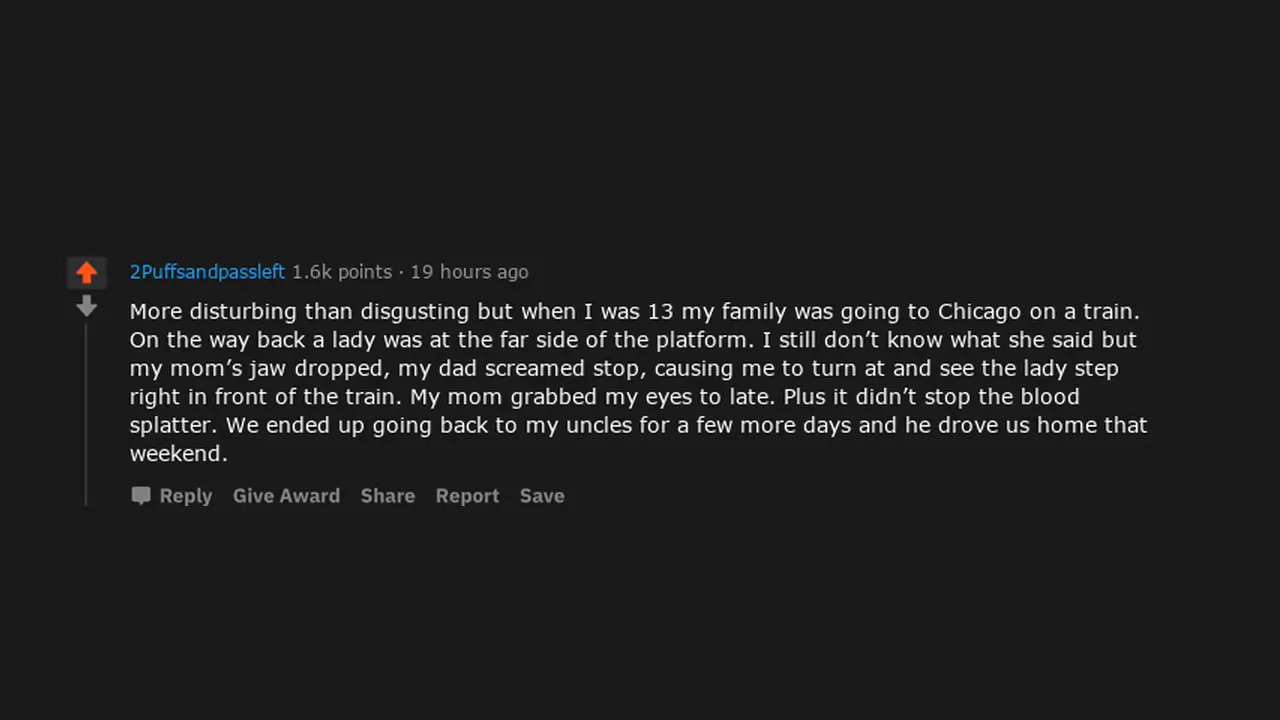 2Puffsandpassleft 1.6k points · 19 hours ago
More disturbing than disgusting but when I was 13 my family was going to Chicago on a train.
On the way back a lady was at the far side of the platform. I still don’t know what she said but
my mom’s jaw dropped, my dad screamed stop, causing me to turn at and see the lady step
right in front of the train. My mom grabbed my eyes to late. Plus it didn’t stop the blood
splatter. We ended up going back to my uncles for a few more days and he drove us home that
weekend.
Reply Give Award Share Report Save